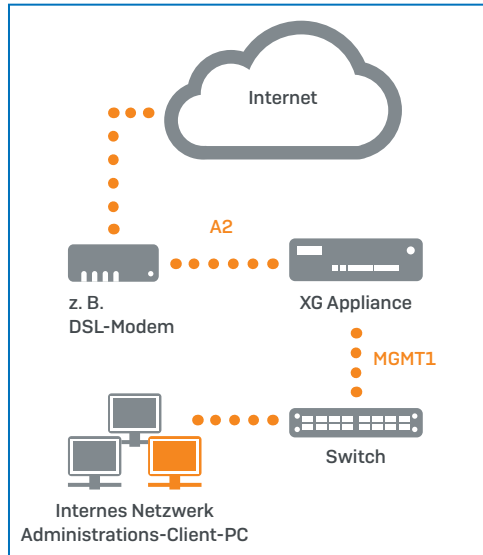 Internet
A2
z. B.
DSL-Modem
XG Appliance
MGMT1
Switch
Internes Netzwerk
Administrations-Client-PC